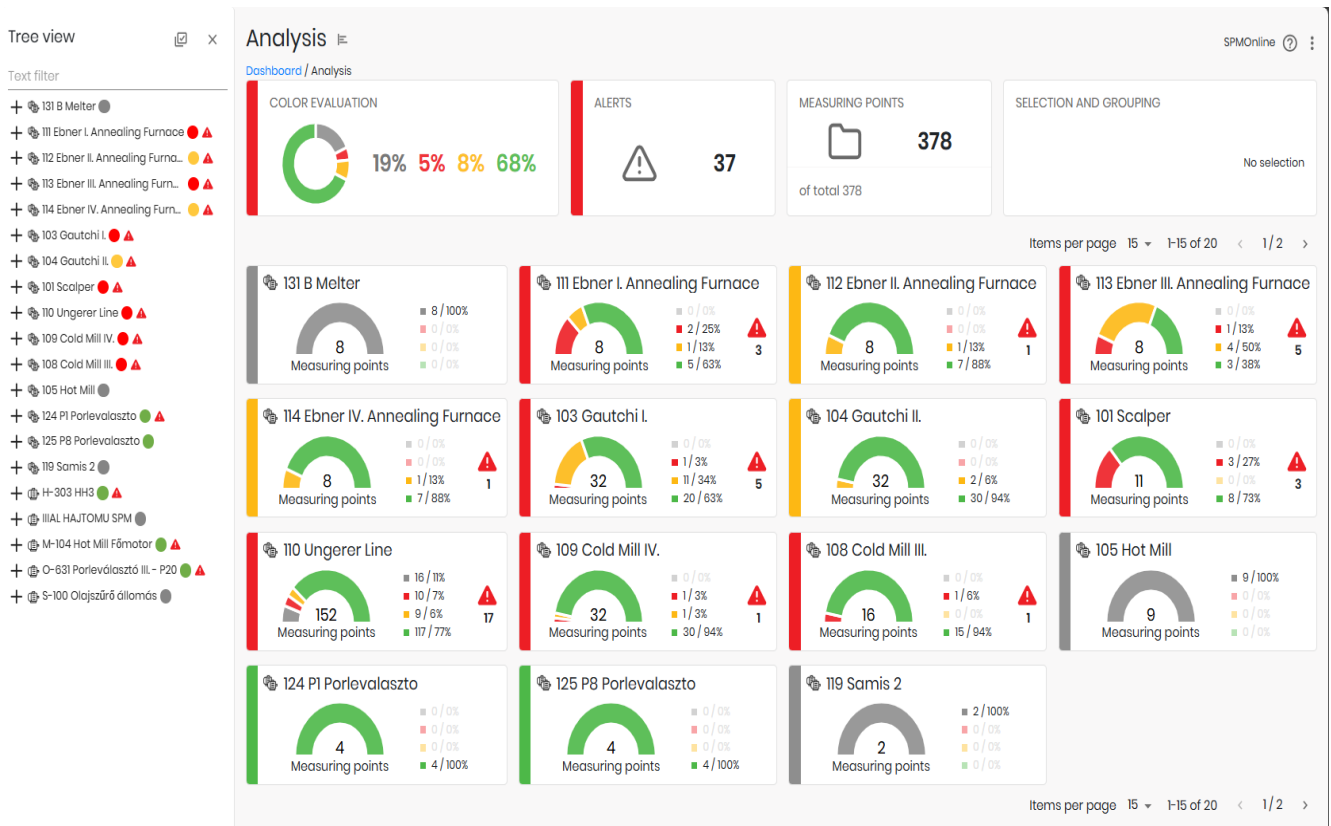 Tree view
Text filter
131 B Melter
111 Ebner I. Annealing Furnace
112 Ebner II. Annealing Furna...
113 Ebner III. Annealing Furn...
114 Ebner IV. Annealing Furn...
103 Gautchi I.
104 Gautchi II.
101 Scalper
110 Ungerer Line
109 Cold Mill IV.
108 Cold Mill III.
105 Hot Mill
124 P1 Porlevalaszto
125 P8 Porlevalaszto
119 Samis 2
H-303 HH3
IIIAL HAJTOMU SPM
M-104 Hot Mill Főmotor
O-631 Porleválásztó III. - P20
S-100 Olajszűrő állomás
Analysis
SPMOnline
Dashboard / Analysis
COLOR EVALUATION
19% 5% 8% 68%
ALERTS
37
MEASURING POINTS
378
of total 378
SELECTION AND GROUPING
No selection
Items per page 15 1-15 of 20 < 1/2 >
131 B Melter
8 / 100%
0 / 0%
0 / 0%
0 / 0%
8
Measuring points
111 Ebner I. Annealing Furnace
0 / 0%
2 / 25%
1 / 13%
5 / 63%
8
Measuring points
3
112 Ebner II. Annealing Furnace
0 / 0%
0 / 0%
1 / 13%
7 / 88%
8
Measuring points
1
113 Ebner III. Annealing Furnace
0 / 0%
1 / 13%
4 / 50%
3 / 38%
8
Measuring points
5
114 Ebner IV. Annealing Furnace
0 / 0%
0 / 0%
1 / 13%
7 / 88%
8
Measuring points
1
103 Gautchi I.
0 / 0%
1 / 3%
11 / 34%
20 / 63%
32
Measuring points
5
104 Gautchi II.
0 / 0%
0 / 0%
2 / 6%
30 / 94%
32
Measuring points
101 Scalper
0 / 0%
3 / 27%
0 / 0%
8 / 73%
11
Measuring points
3
110 Ungerer Line
16 / 11%
10 / 7%
9 / 6%
117 / 77%
152
Measuring points
17
109 Cold Mill IV.
0 / 0%
1 / 3%
1 / 3%
30 / 94%
32
Measuring points
1
108 Cold Mill III.
0 / 0%
1 / 6%
0 / 0%
15 / 94%
16
Measuring points
1
105 Hot Mill
9 / 100%
0 / 0%
0 / 0%
0 / 0%
9
Measuring points
124 P1 Porlevalaszto
0 / 0%
0 / 0%
0 / 0%
4 / 100%
4
Measuring points
125 P8 Porlevalaszto
0 / 0%
0 / 0%
0 / 0%
4 / 100%
4
Measuring points
119 Samis 2
2 / 100%
0 / 0%
0 / 0%
0 / 0%
2
Measuring points
Items per page 15 1-15 of 20 < 1/2 >